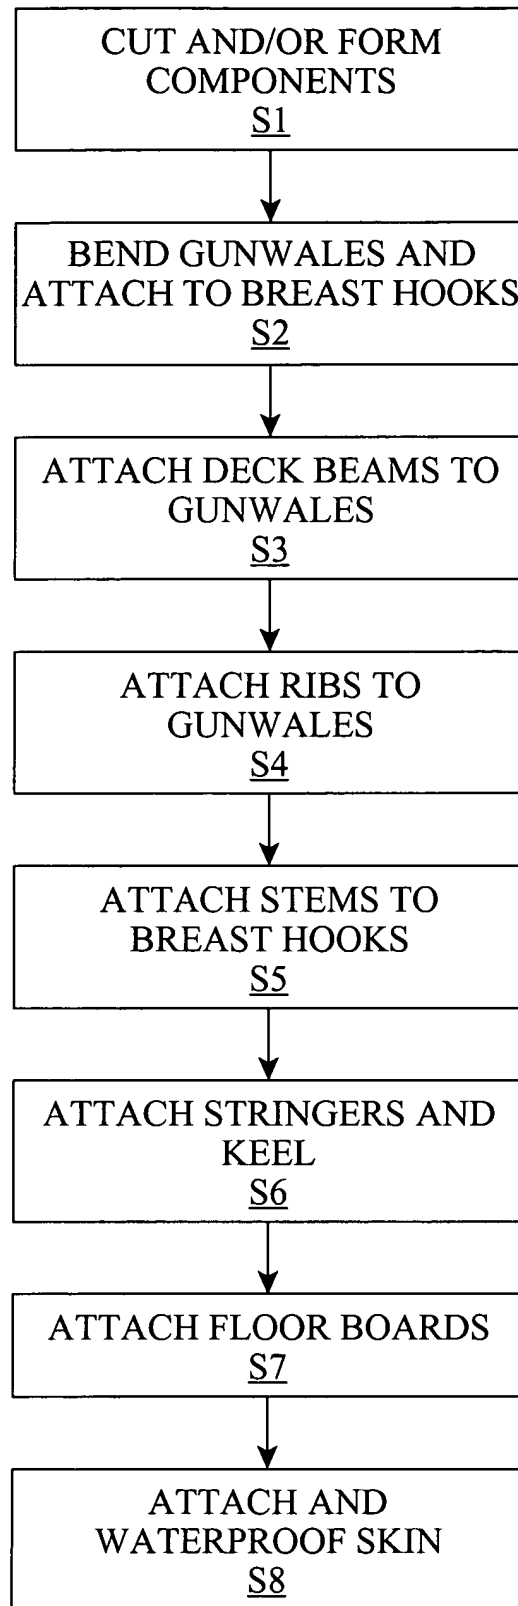 CUT AND/OR FORM
COMPONENTS
S1
BEND GUNWALES AND
ATTACH TO BREAST HOOKS
S2
ATTACH DECK BEAMS TO
GUNWALES
S3
ATTACH RIBS TO
GUNWALES
S4
ATTACH STEMS TO
BREAST HOOKS
S5
ATTACH STRINGERS AND
KEEL
S6
ATTACH FLOOR BOARDS
S7
ATTACH AND
WATERPROOF SKIN
S8